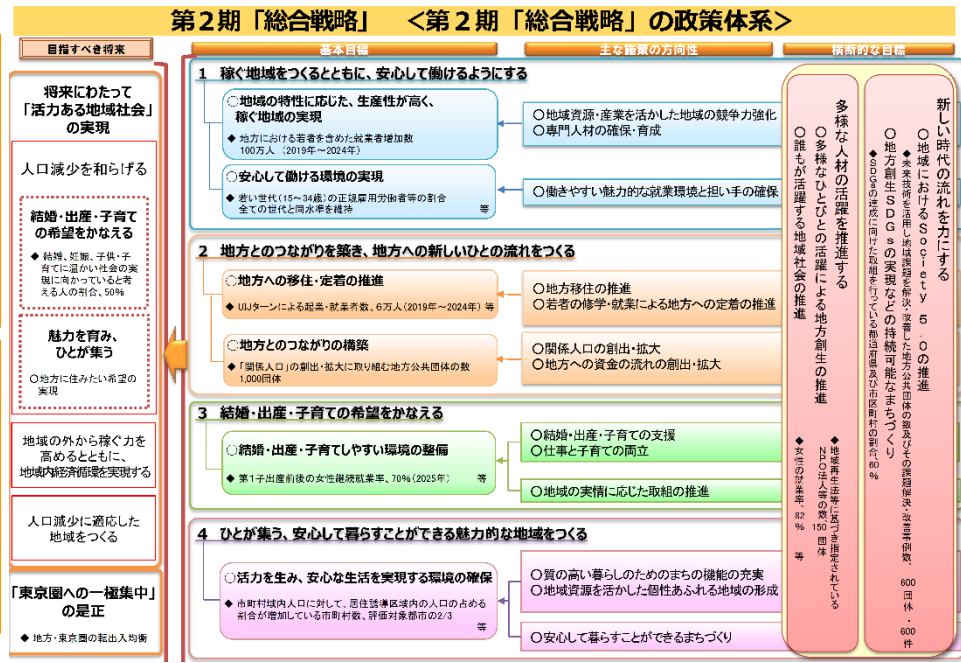 第２期「総合戦略」　＜第２期「総合戦略」の政策体系＞
目指すべき将来
将来にわたって
「活力ある地域社会」
の実現
人口減少を和らげる
結婚・出産・子育て
の希望をかなえる
◆ 結婚、妊娠、子供・子
育てに温かい社会の実
現に向かっていると考
える人の割合、50%
魅力を育み、
ひとが集う
○地方に住みたい希望の
実現
地域の外から稼ぐ力を
高めるとともに、
地域内経済循環を実現する
人口減少に適応した
地域をつくる
「東京圏への一極集中」
の是正
◆ 地方・東京圏の転出入均衡
基本目標
主な施策の方向性
横断的な目標
１　稼ぐ地域をつくるとともに、安心して働けるようにする
○地域の特性に応じた、生産性が高く、
稼ぐ地域の実現
◆ 地方における若者を含めた就業者増加数
100万人（2019年～2024年）
○地域資源・産業を活かした地域の競争力強化
○専門人材の確保・育成
○安心して働ける環境の実現
◆ 若い世代（15～34歳）の正規雇用労働者等の割合
全ての世代と同水準を維持
等
○働きやすい魅力的な就業環境と担い手の確保
２　地方とのつながりを築き、地方への新しいひとの流れをつくる
○地方への移住・定着の推進
◆ UIJターンによる起業・就業者数、6万人（2019年～2024年）等
○地方移住の推進
○若者の修学・就業による地方への定着の推進
○地方とのつながりの構築
◆ 「関係人口」の創出・拡大に取り組む地方公共団体の数
1,000団体
○関係人口の創出・拡大
○地方への資金の流れの創出・拡大
３　結婚・出産・子育ての希望をかなえる
○結婚・出産・子育てしやすい環境の整備
◆ 第１子出産前後の女性継続就業率、70%（2025年）　等
○結婚・出産・子育ての支援
○仕事と子育ての両立
○地域の実情に応じた取組の推進
４　ひとが集う、安心して暮らすことができる魅力的な地域をつくる
○活力を生み、安心な生活を実現する環境の確保
◆ 市町村域内人口に対して、居住誘導区域内の人口の占める
割合が増加している市町村数、評価対象都市の2/3
等
○質の高い暮らしのためのまちの機能の充実
○地域資源を活かした個性あふれる地域の形成
○安心して暮らすことができるまちづくり
新しい時代の流れを力にする
○地域におけるSociety 5.0の推進
◆未来技術を活用し地域課題を解決・改善した地方公共団体の数及びその課題解決・改善事例数、600団体・600件
○地方創生SDGsの実現などの持続可能なまちづくり
◆SDGsの達成に向けた取組を行っている都道府県及び市区町村の割合、60%
多様な人材の活躍を推進する
○多様なひとびとの活躍による地方創生の推進
◆地域再生法等に基づき指定されている
NPO法人等の数、150団体
○誰もが活躍する地域社会の推進
◆女性の就業率、82%　等